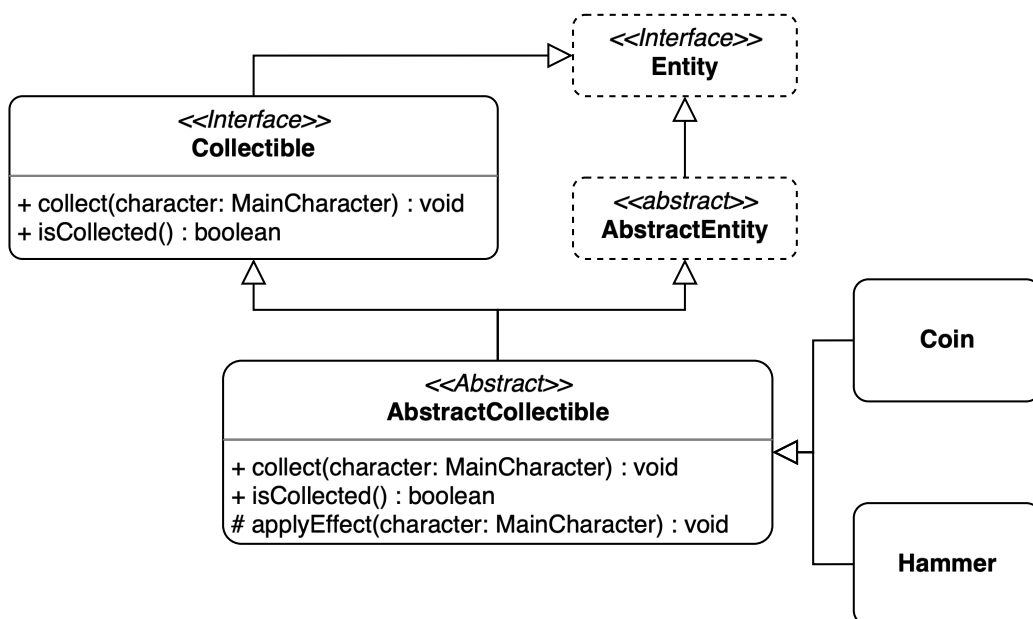 <<Interface>>
Entity
<<Interface>>
Collectible
+ collect(character: MainCharacter) : void
+ isCollected() : boolean
<<abstract>>
AbstractEntity
Coin
<<Abstract>>
AbstractCollectible
+ collect(character: MainCharacter) : void
+ isCollected() : boolean
# applyEffect(character: MainCharacter) : void
Hammer